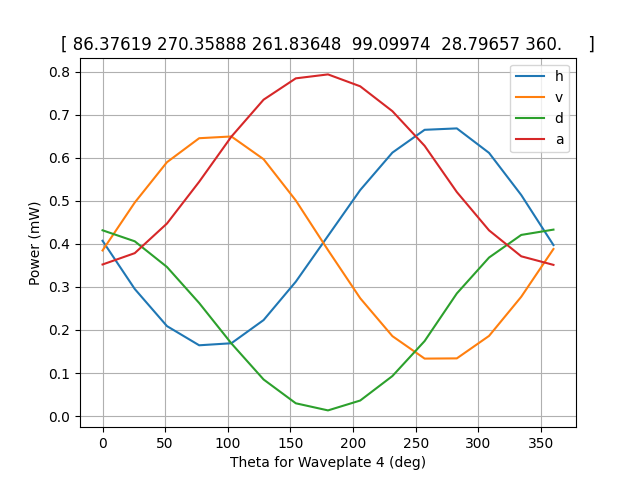 [ 86.37619 270.35888 261.83648  99.09974  28.79657 360.     ]
0.8
0.7
0.6
0.5
0.4
0.3
0.2
0.1
0.0
Power (mW)
h
v
d
a
0 50 100 150 200 250 300 350
Theta for Waveplate 4 (deg)